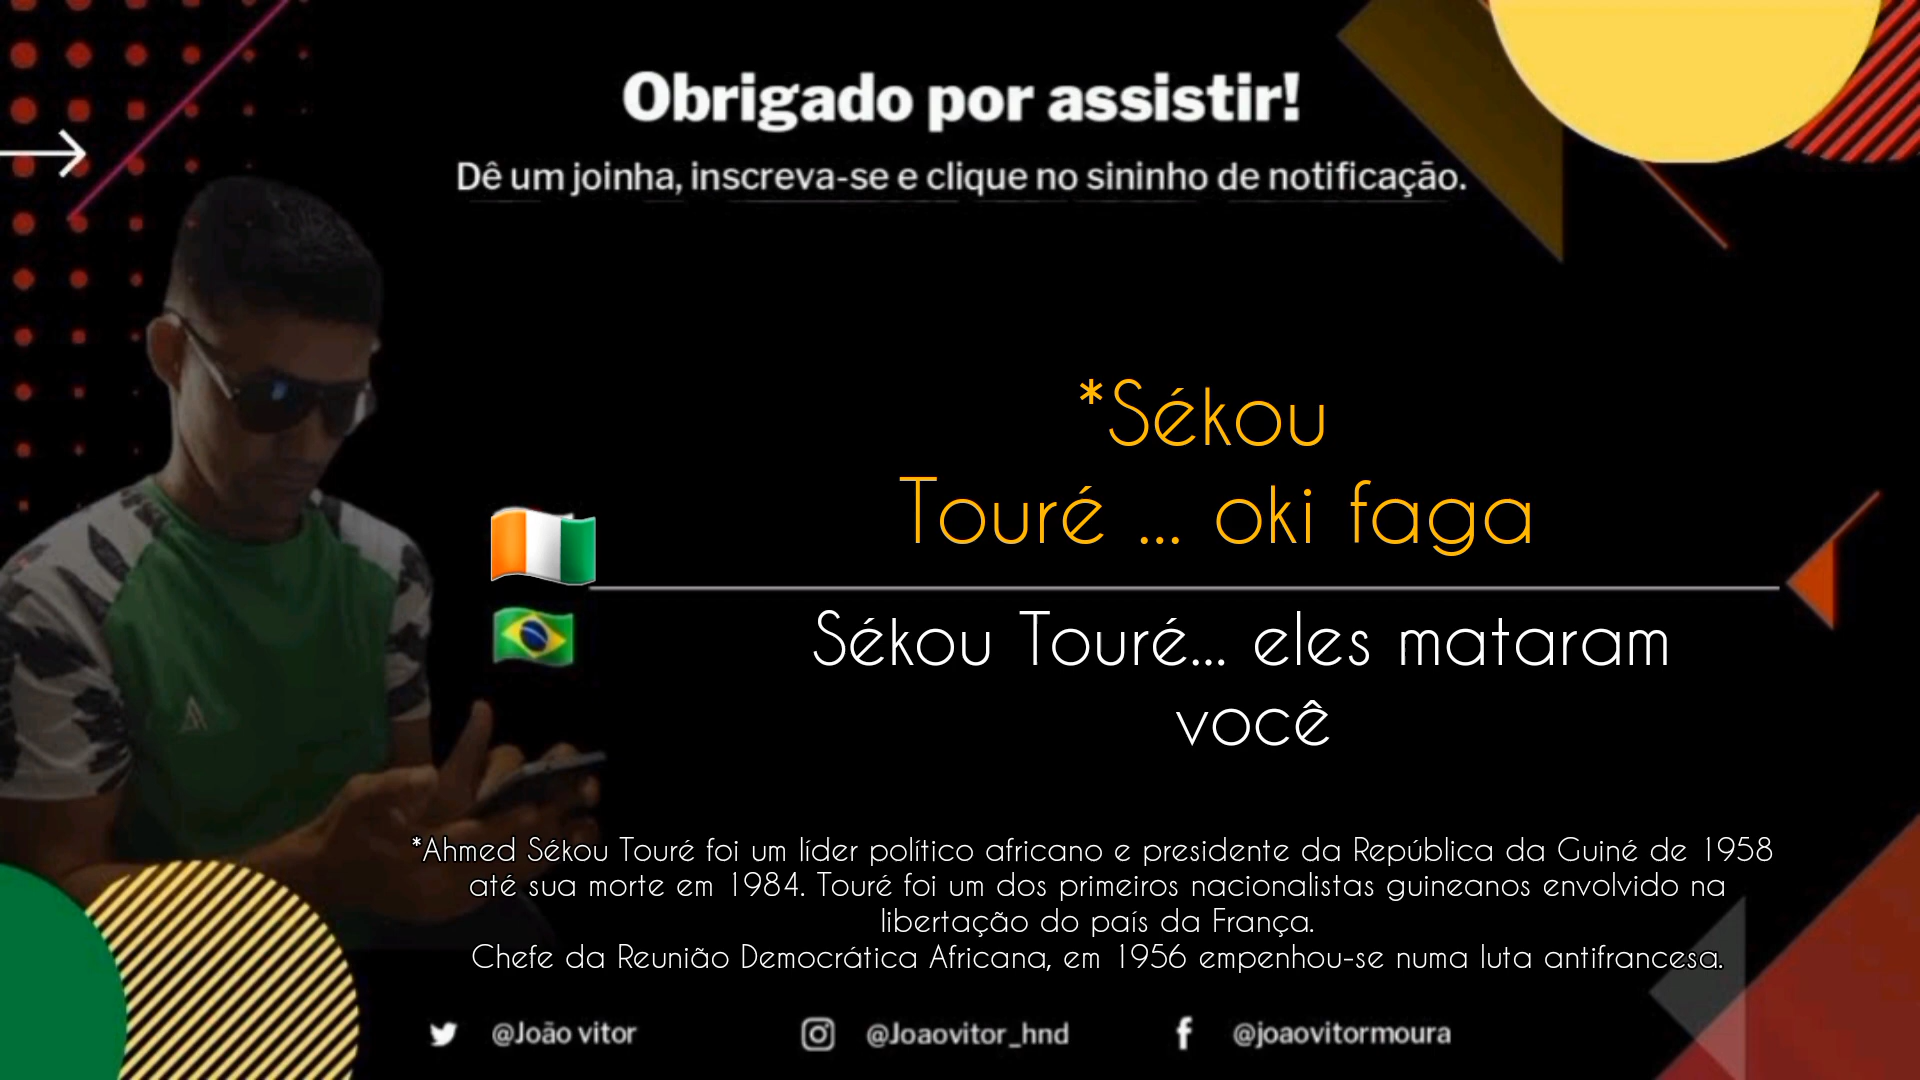 Obrigado por assistir!
Dê um joinha, inscreva-se e clique no sininho de notificação.
*Sékou
Touré ... oki faga
Sékou Touré... eles mataram
você
*Ahmed Sékou Touré foi um líder político africano e presidente da República da Guiné de 1958
até sua morte em 1984. Touré foi um dos primeiros nacionalistas guineanos envolvido na
libertação do país da França.
Chefe da Reunião Democrática Africana, em 1956 empenhou-se numa luta antifrancesa.
@João vitor
@Joaovitor_hnd
@joaovitormoura